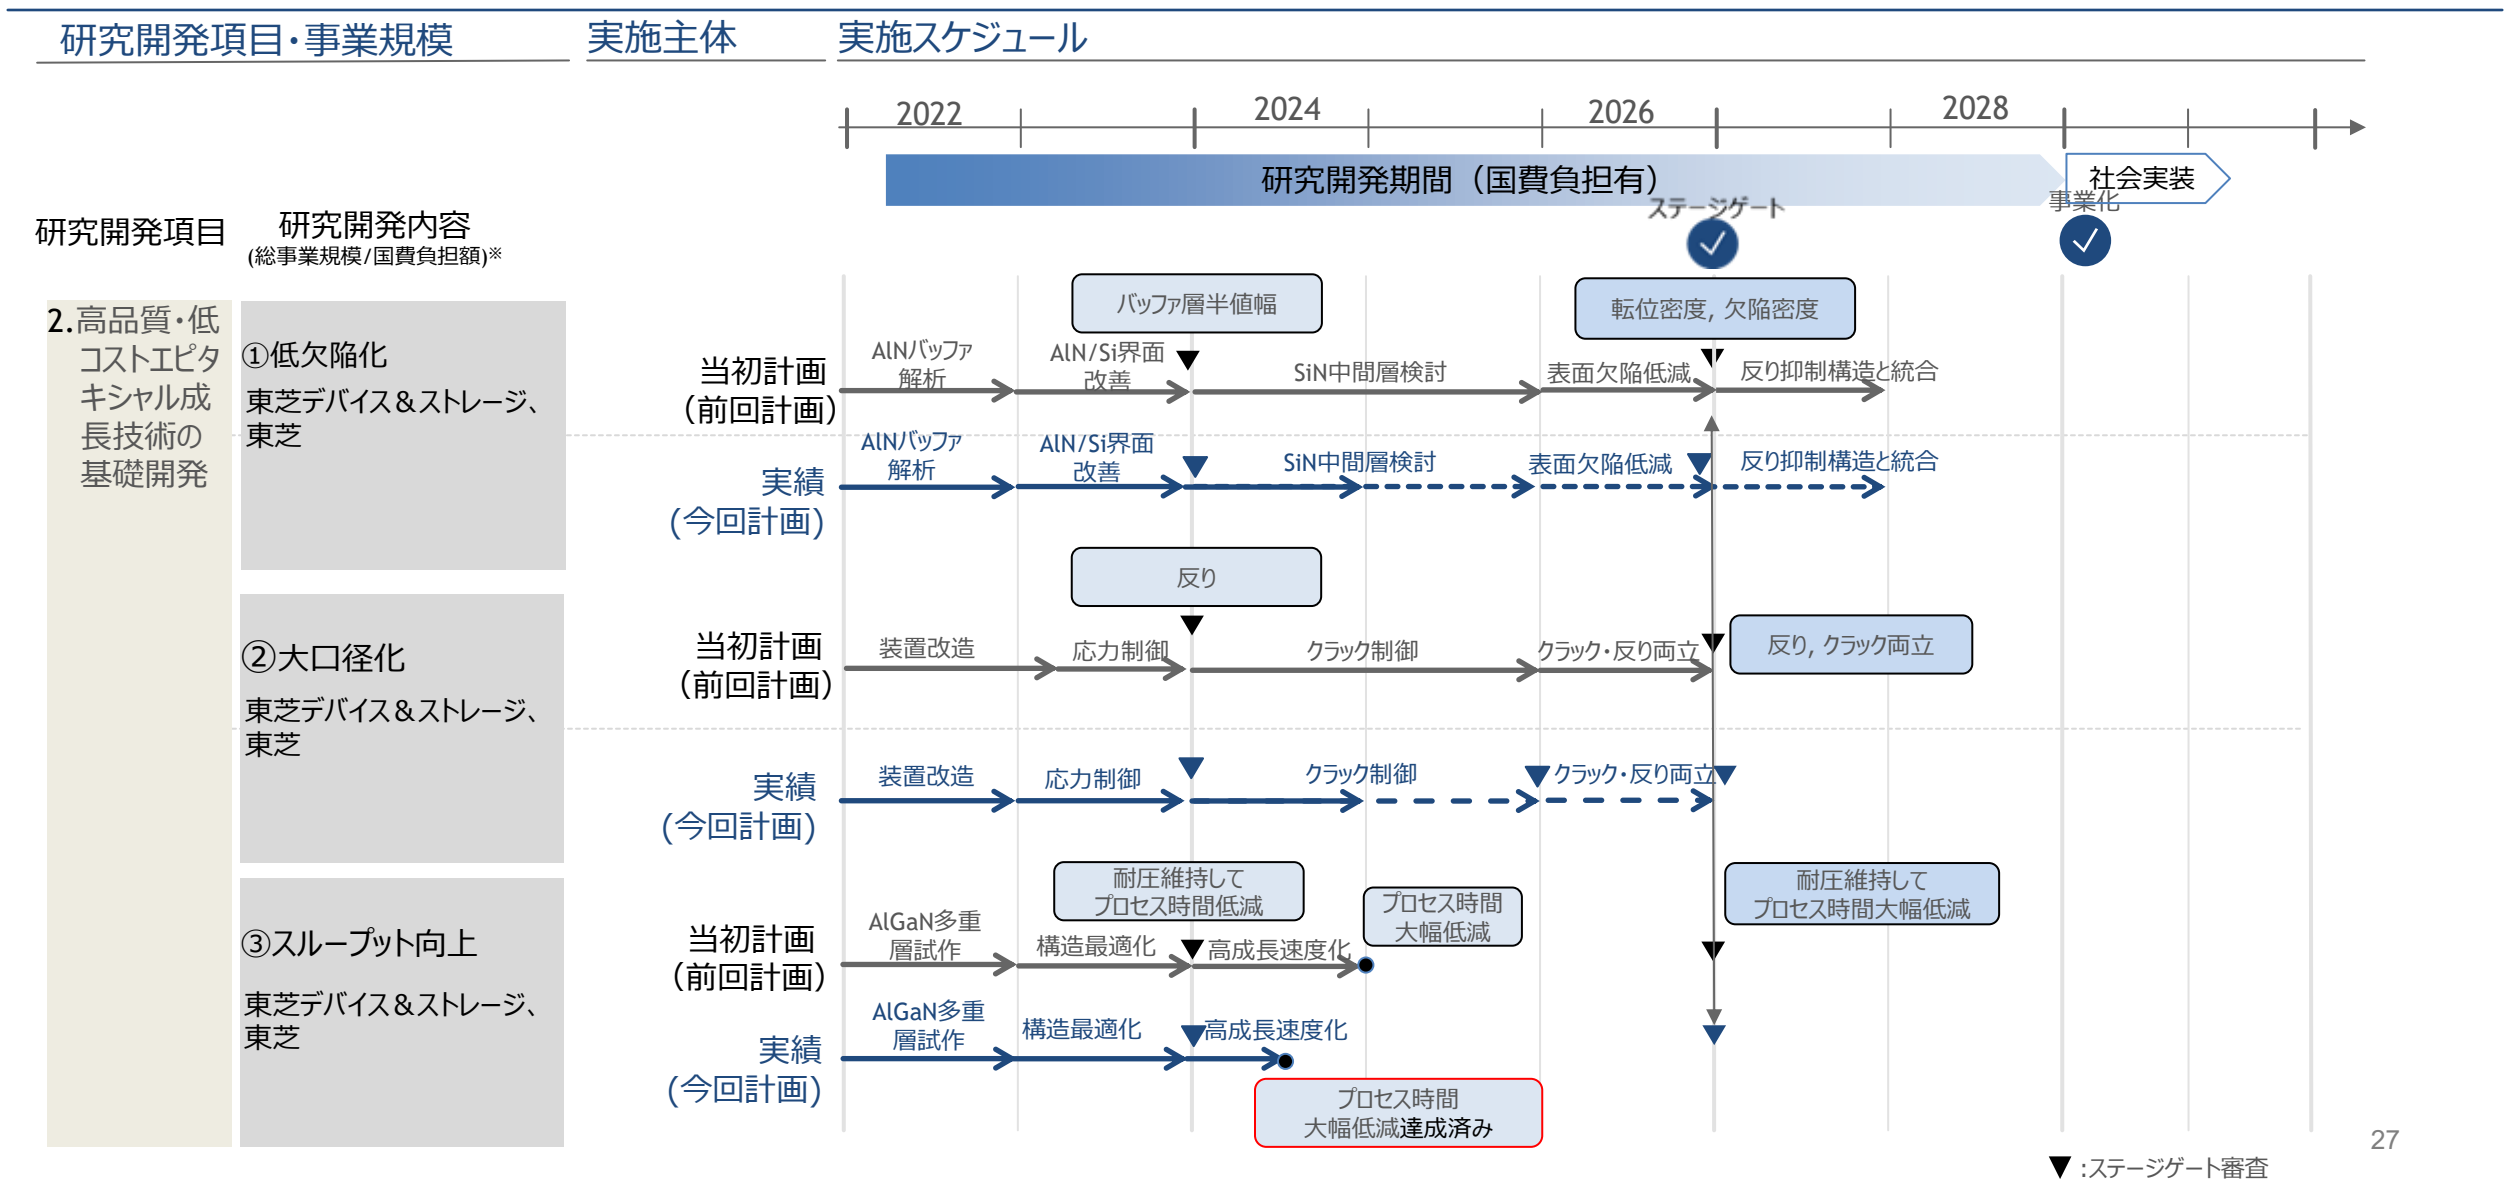 研究開発項目・事業規模
実施主体
実施スケジュール
2022
2024
2026
2028
研究開発期間（国費負担有）
社会実装
ステージゲート
事業化
研究開発項目
研究開発内容
(総事業規模/国費負担額)※
2.高品質・低
コストエピタ
キシャル成
長技術の
基礎開発
①低欠陥化
東芝デバイス＆ストレージ、
東芝
バッファ層半値幅
転位密度, 欠陥密度
当初計画
（前回計画）
AlNバッファ
解析
AlN/Si界面
改善
SiN中間層検討
表面欠陥低減
反り抑制構造と統合
実績
(今回計画)
AlNバッファ
解析
AlN/Si界面
改善
SiN中間層検討
表面欠陥低減
反り抑制構造と統合
②大口径化
東芝デバイス＆ストレージ、
東芝
反り
当初計画
（前回計画）
装置改造
応力制御
クラック制御
クラック・反り両立
反り, クラック両立
実績
(今回計画)
装置改造
応力制御
クラック制御
クラック・反り両立
③スループット向上
東芝デバイス＆ストレージ、
東芝
耐圧維持して
プロセス時間低減
プロセス時間
大幅低減
耐圧維持して
プロセス時間大幅低減
当初計画
（前回計画）
AlGaN多重
層試作
構造最適化
高成長速度化
実績
(今回計画)
AlGaN多重
層試作
構造最適化
高成長速度化
プロセス時間
大幅低減達成済み
27
▼ :ステージゲート審査